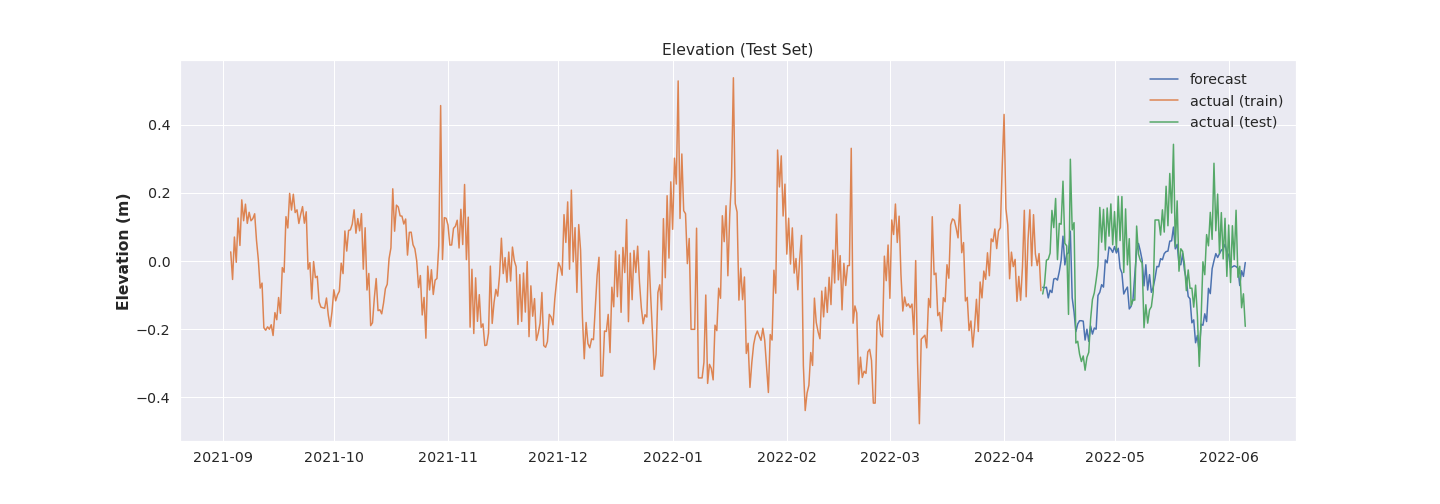 Elevation (Test Set)
forecast
actual (train)
actual (test)
Elevation (m)
0.4
0.2
0.0
−0.2
−0.4
2021-09 2021-10 2021-11 2021-12 2022-01 2022-02 2022-03 2022-04 2022-05 2022-06